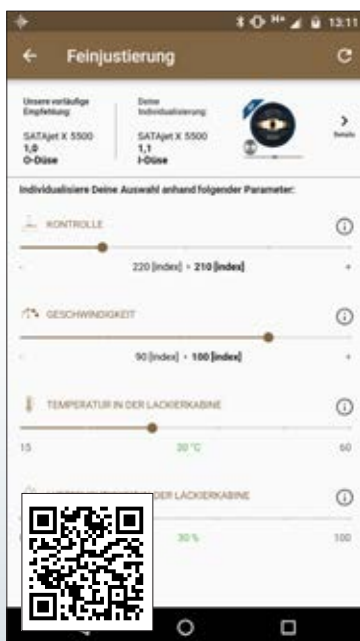 H+ 13:11
Feinjustierung
Unsere vorläufige
Empfehlung:
SATAjet X 5500
1,0
O-Düse
Deine
Individualisierung:
SATAjet X 5500
1,1
I-Düse
Details
Individualisiere Deine Auswahl anhand folgender Parameter:
KONTROLLE
- 220 [index] • 210 [index] +
GESCHWINDIGKEIT
- 90 [index] • 100 [index] +
TEMPERATUR IN DER LACKIERKABINE
15 20 °C 60
DER LACKIERKABINE
30 % 100